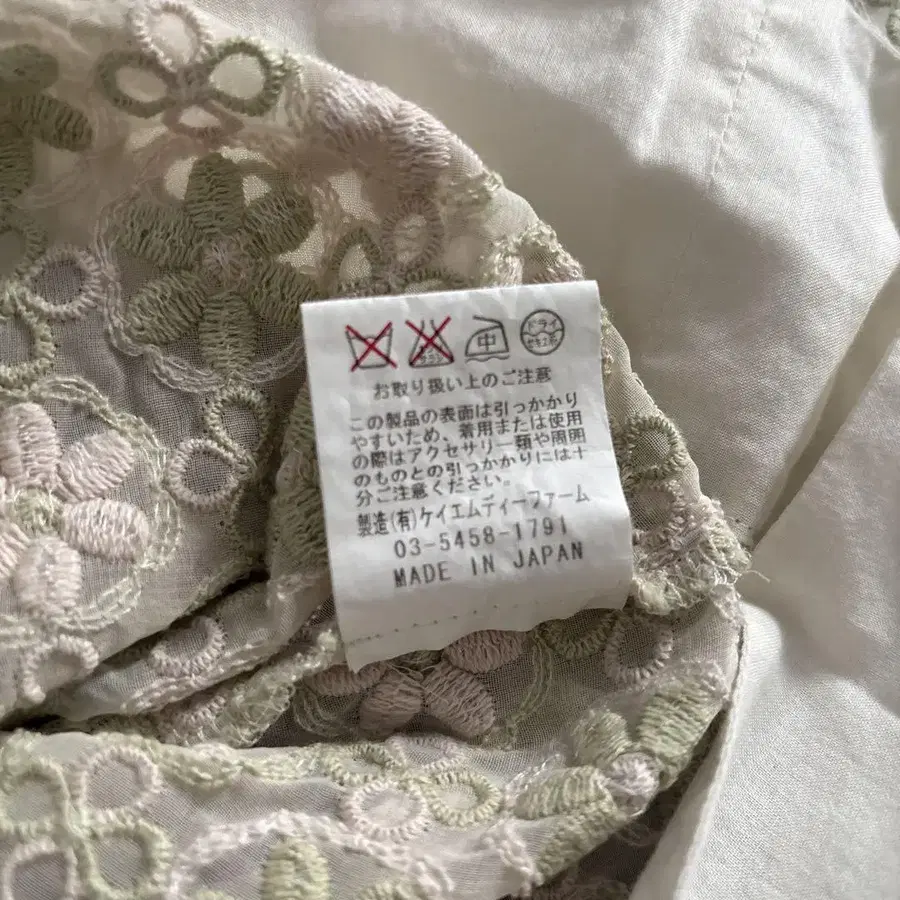 中 ドライ
お取り扱い上のご注意
この製品の表面は引っかかり
やすいため、着用または使用
の際はアクセサリー類や周囲
のものとの引っかかりには十
分ご注意ください。
製造(有)ケイエムディーファーム
03-5458-1791
MADE IN JAPAN